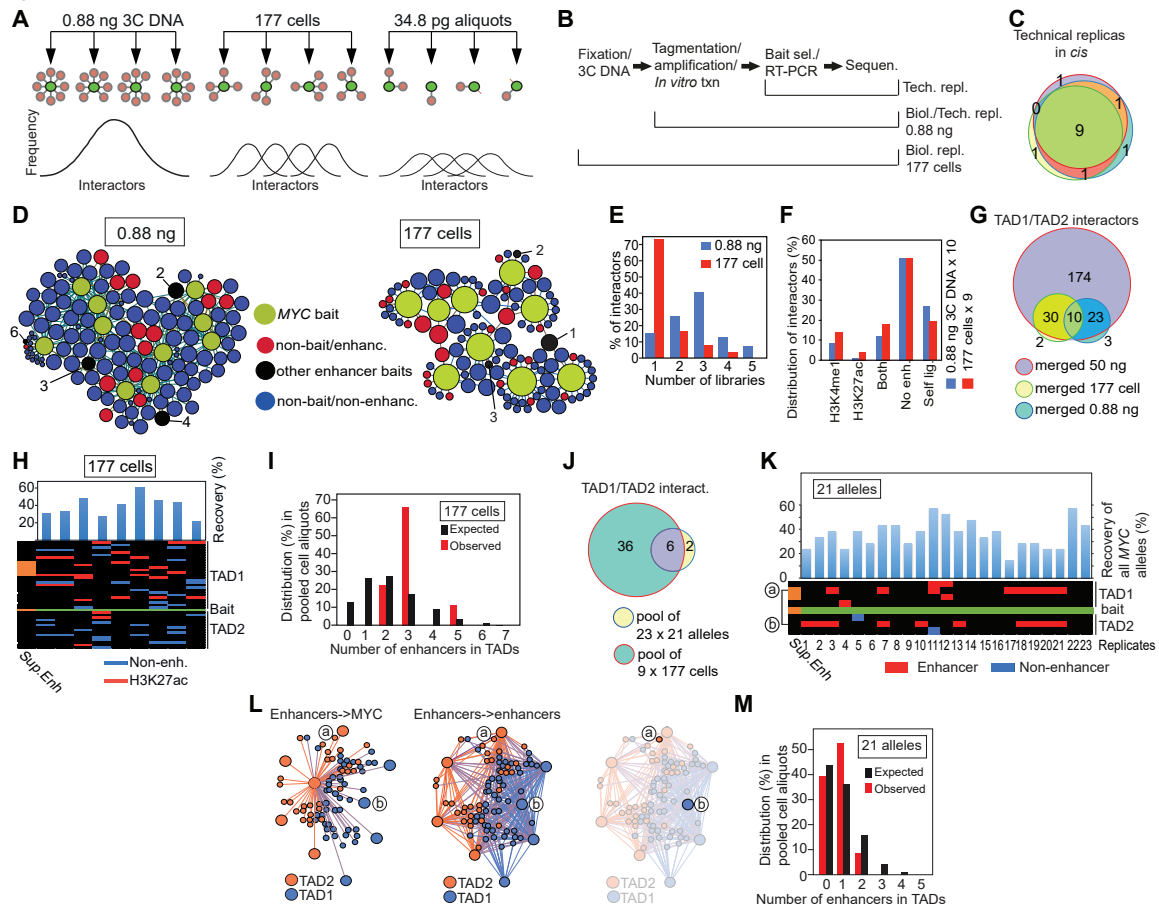 A
0.88 ng 3C DNA
177 cells
34.8 pg aliquots
Frequency
Interactors
Interactors
Interactors
B
Fixation/
3C DNA
Tagmentation/
amplification/
In vitro txn
Bait sel./
RT-PCR
Sequen.
Tech. repl.
Biol./Tech. repl.
0.88 ng
Biol. repl.
177 cells
C
Technical replicas
in cis
1
0
1
9
1
1
1
D
0.88 ng
2
6
3
4
MYC bait
non-bait/enhanc.
other enhancer baits
non-bait/non-enhanc.
177 cells
2
1
3
E
% of interactors
70
60
50
40
30
20
10
0
0.88 ng
177 cell
1 2 3 4 5
Number of libraries
F
Distribution of interactors (%)
60
50
40
30
20
10
0
H3K4me1
H3K27ac
Both
No enh.
Self lig.
0.88 ng 3C DNA x 10
177 cells x 9
G
TAD1/TAD2 interactors
174
30 10 23
2 3
merged 50 ng
merged 177 cell
merged 0.88 ng
H
177 cells
60
40
20
0
Recovery (%)
TAD1
Bait
TAD2
Sup.Enh
Non-enh.
H3K27ac
I
Distribution (%) in
pooled cell aliquots
70
60
50
40
30
20
10
0
177 cells
Expected
Observed
0 1 2 3 4 5 6 7
Number of enhancers in TADs
J
TAD1/TAD2 interact.
36 6 2
pool of
23 x 21 alleles
pool of
9 x 177 cells
K
21 alleles
60
40
20
0
Recovery of
all MYC
alleles (%)
a
b
TAD1
bait
TAD2
Sup.Enh
1 2 3 4 5 6 7 8 9 10 11 12 13 14 15 16 17 18 19 20 21 22 23 Replicates
Enhancer
Non-enhancer
L
Enhancers->MYC
a
b
TAD2
TAD1
Enhancers->enhancers
a
b
TAD2
TAD1
a
b
TAD2
TAD1
M
Distribution (%) in
pooled cell aliquots
50
40
30
20
10
0
21 alleles
Expected
Observed
0 1 2 3 4 5
Number of enhancers in TADs